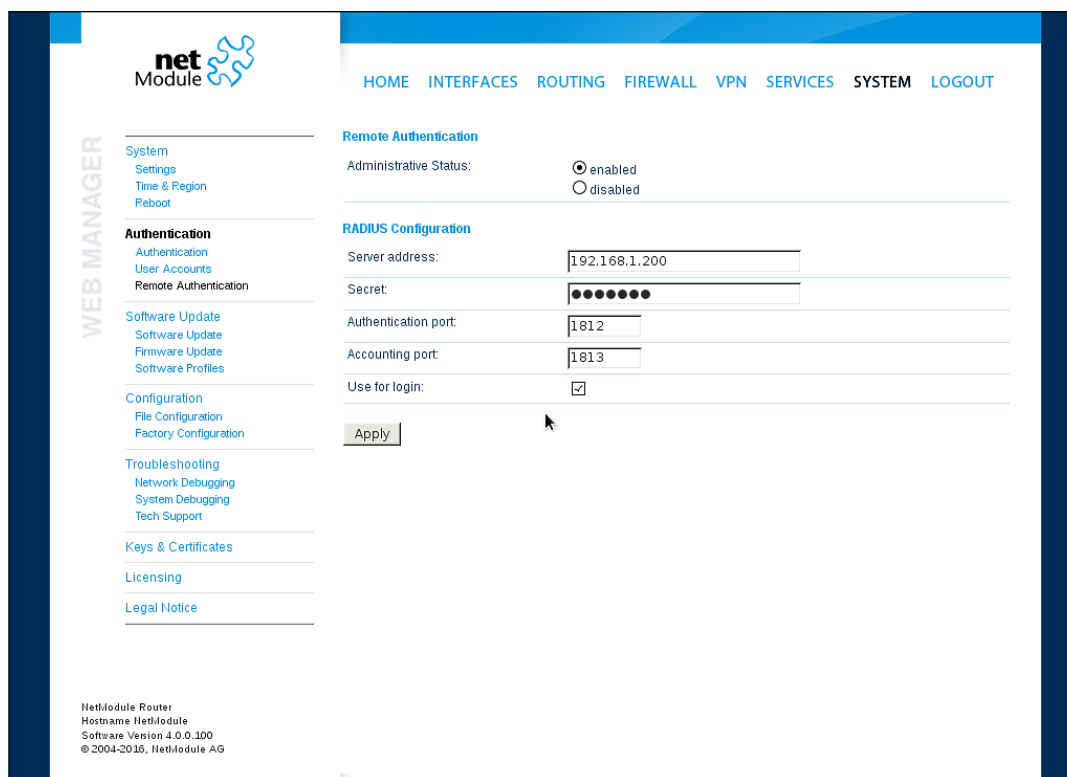 net
Module
HOME INTERFACES ROUTING FIREWALL VPN SERVICES SYSTEM LOGOUT
WEB MANAGER
System
Settings
Time & Region
Reboot
Authentication
Authentication
User Accounts
Remote Authentication
Software Update
Software Update
Firmware Update
Software Profiles
Configuration
File Configuration
Factory Configuration
Troubleshooting
Network Debugging
System Debugging
Tech Support
Keys & Certificates
Licensing
Legal Notice
Remote Authentication
Administrative Status:
enabled
disabled
RADIUS Configuration
Server address: 192.168.1.200
Secret: ●●●●●●●
Authentication port: 1812
Accounting port: 1813
Use for login:
Apply
NetModule Router
Hostname NetModule
Software Version 4.0.0.100
© 2004-2016, NetModule AG